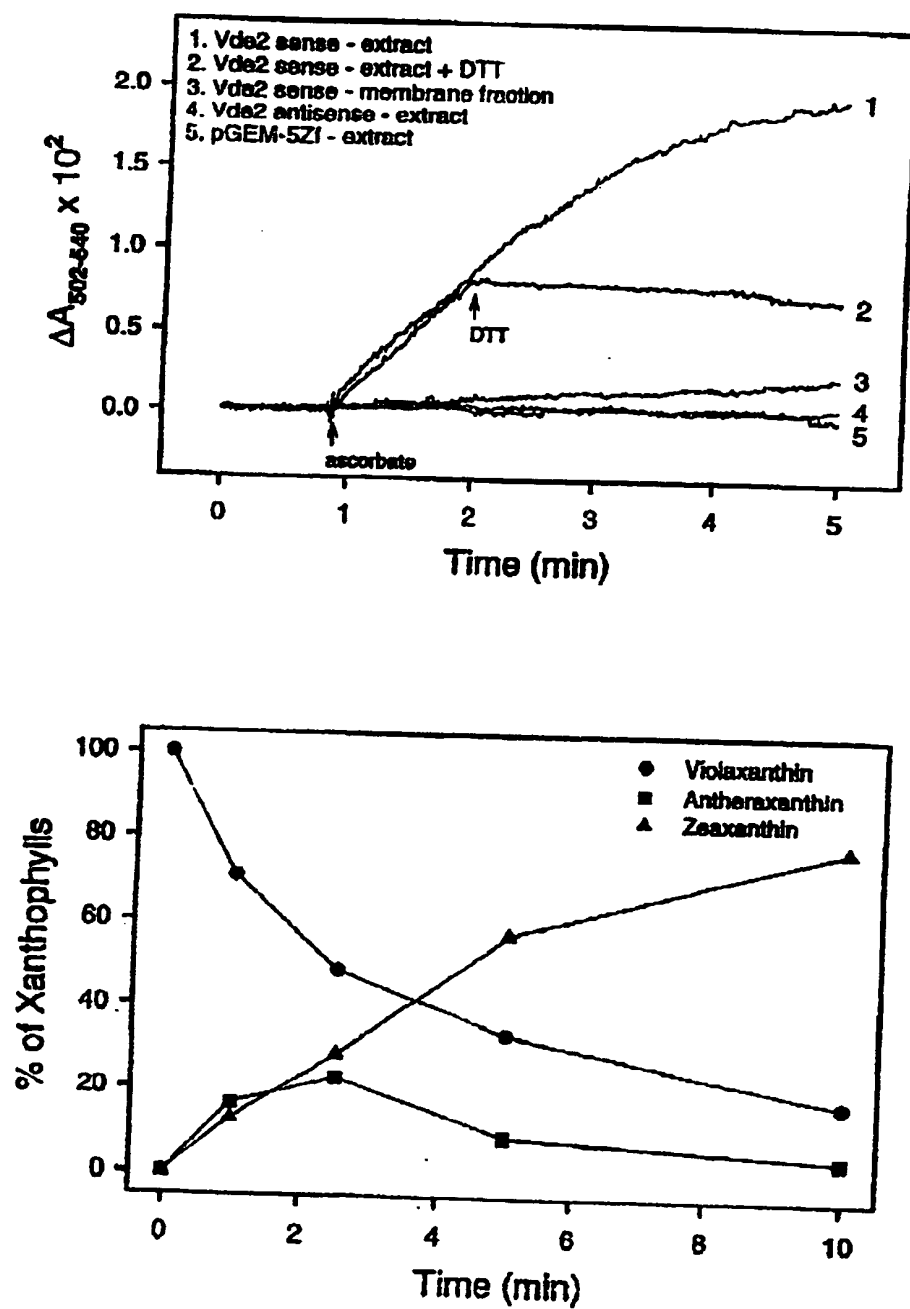 1. Vde2 sense - extract
2. Vde2 sense - extract + DTT
3. Vde2 sense - membrane fraction
4. Vde2 antisense - extract
5. pGEM-5Zf - extract
2.0
1.5
1.0
0.5
0.0
ΔA502-540 x 10²
1
2
3
4
5
DTT
ascorbate
0 1 2 3 4 5
Time (min)
100
80
60
40
20
0
% of Xanthophylls
Violaxanthin
Antheraxanthin
Zeaxanthin
0 2 4 6 8 10
Time (min)